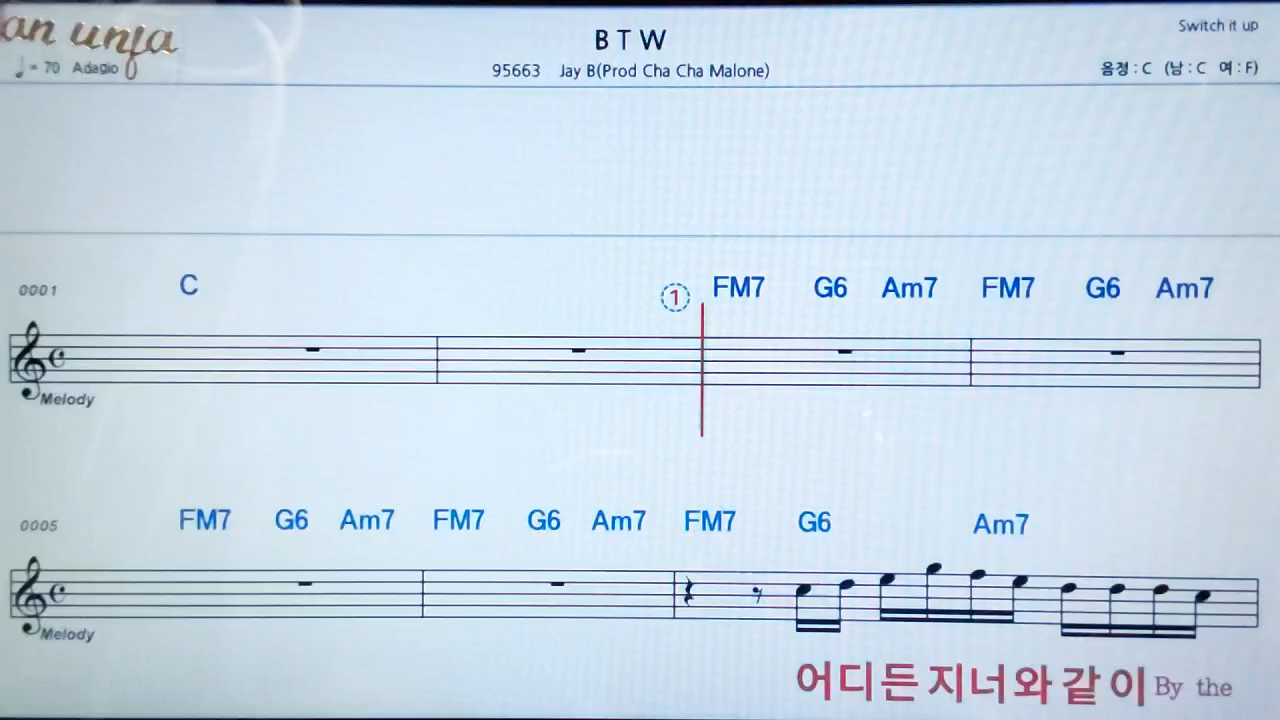 an unja
Switch it up
B T W
♩= 70 Adagio
95663 Jay B(Prod Cha Cha Malone)
음정 : C (남 : C 여 : F)
0001 C ① FM7 G6 Am7 FM7 G6 Am7
Melody
0005 FM7 G6 Am7 FM7 G6 Am7 FM7 G6 Am7
Melody
어디든지너와같이 By the